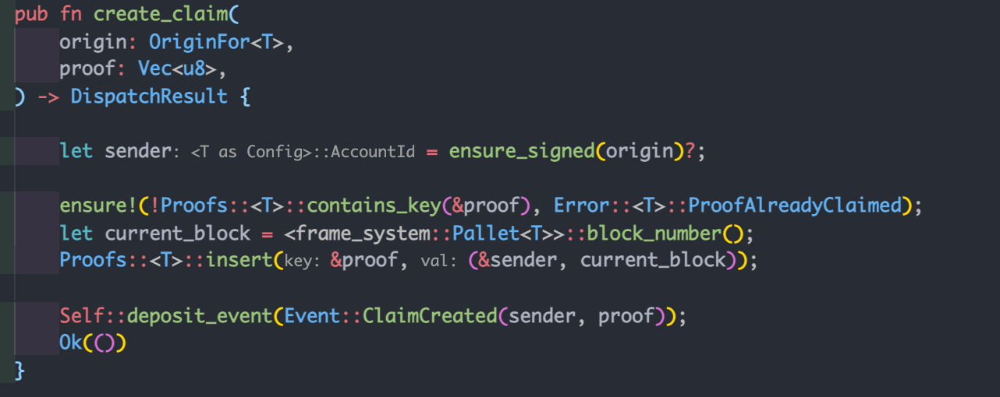 pub fn create_claim(
    origin: OriginFor<T>,
    proof: Vec<u8>,
) -> DispatchResult {
    let sender: <T as Config>::AccountId = ensure_signed(origin)?;
    ensure!(!Proofs::<T>::contains_key(&proof), Error::<T>::ProofAlreadyClaimed);
    let current_block = <frame_system::Pallet<T>>::block_number();
    Proofs::<T>::insert(key: &proof, val: (&sender, current_block));
    Self::deposit_event(Event::ClaimCreated(sender, proof));
    Ok(())
}